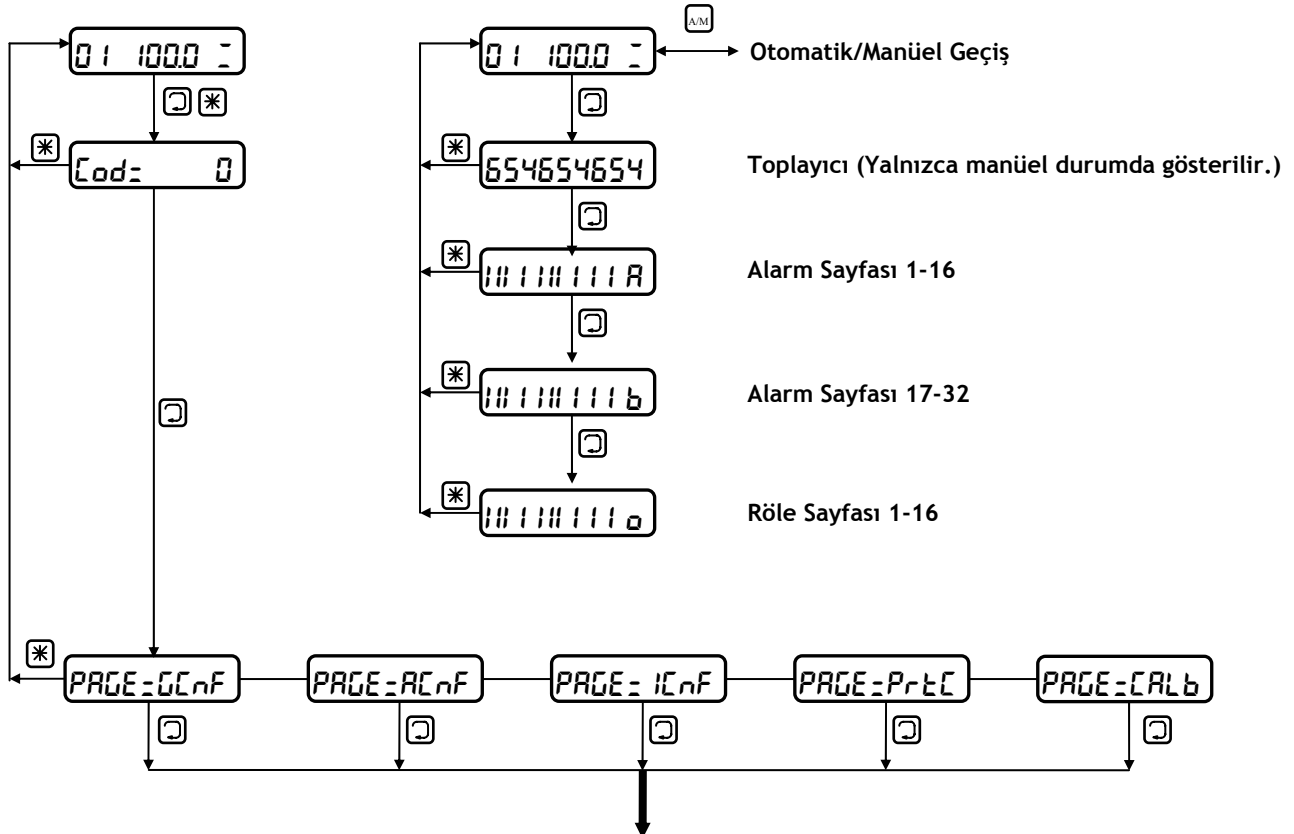 A/M
01 100.0
01 100.0
Otomatik/Manüel Geçiş
Cod= 0
654654654
Toplayıcı (Yalnızca manüel durumda gösterilir.)
Alarm Sayfası 1-16
Alarm Sayfası 17-32
Röle Sayfası 1-16
PAGE=GCnF
PAGE=ACnF
PAGE=ICnF
PAGE=PrtC
PAGE=CALb